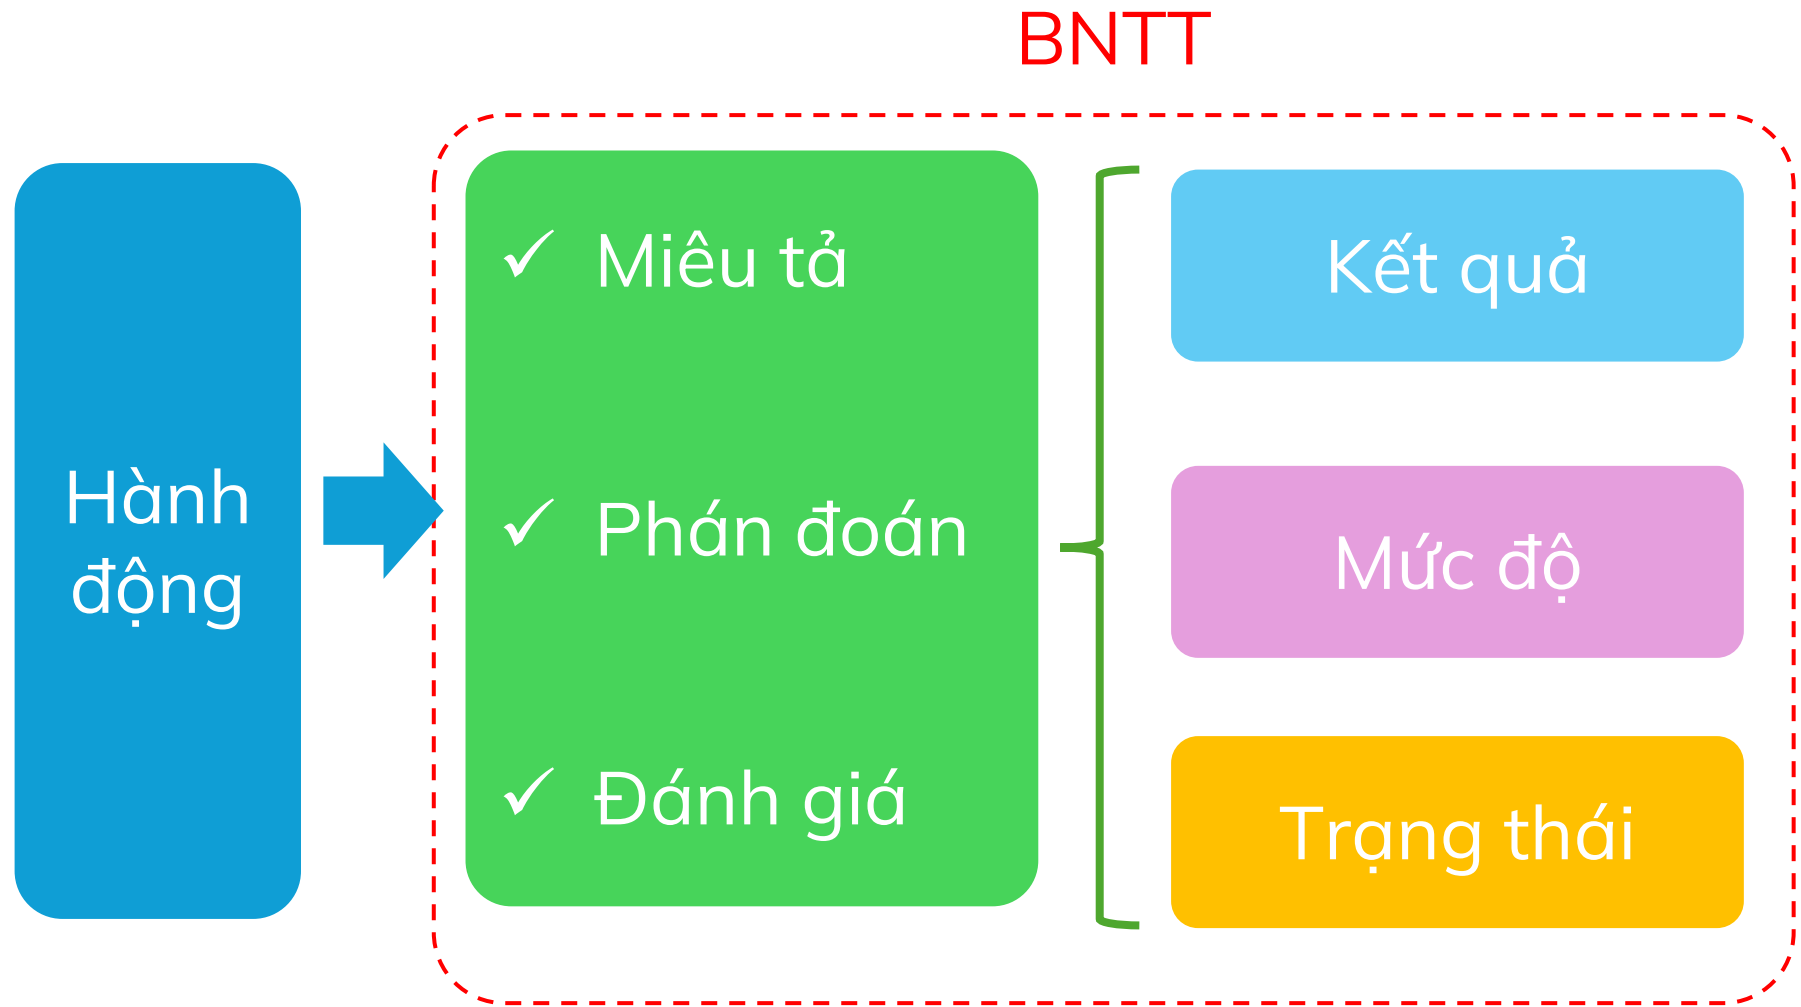 BNTT
Hành
động
✓ Miêu tả
✓ Phán đoán
✓ Đánh giá
Kết quả
Mức độ
Trạng thái